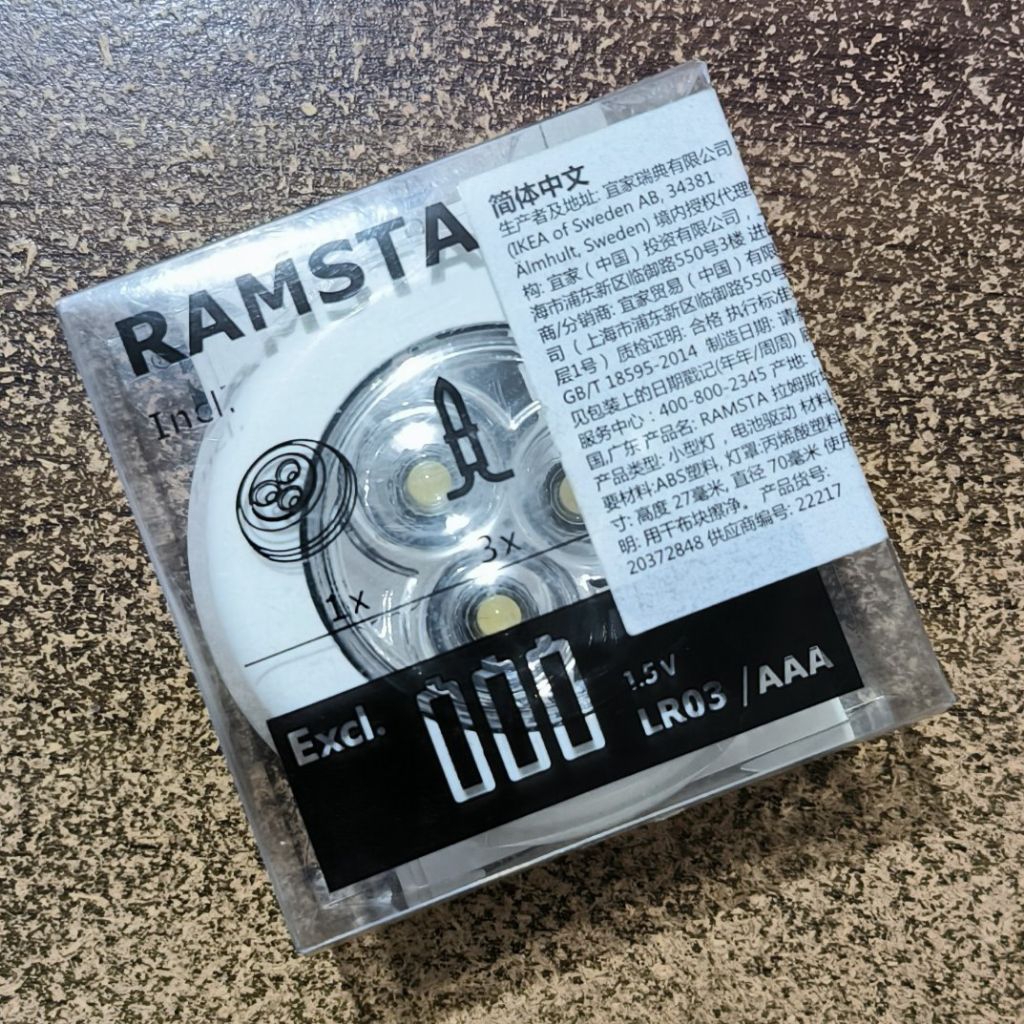 RAMSTA
Incl.
1x
3x
Excl.
1.5V
LR03 /AAA
简体中文
生产者及地址: 宜家瑞典有限公司
(IKEA of Sweden AB, 34381
Älmhult, Sweden) 境内授权代理
构: 宜家（中国）投资有限公司，
海市浦东新区临御路550号3楼 进
商/分销商: 宜家贸易（中国）有限
司（上海市浦东新区临御路550号
层1号）质检证明: 合格 执行标准
GB/T 18595-2014 制造日期: 请
见包装上的日期戳记(年年/周周)
服务中心：400-800-2345 产地:
国,广东 产品名: RAMSTA 拉姆斯
产品类型: 小型灯，电池驱动 材料
要材料:ABS塑料, 灯罩:丙烯酸塑料
寸: 高度 27毫米, 直径 70毫米 使用
明: 用干布块擦净。 产品货号:
20372848 供应商编号: 22217